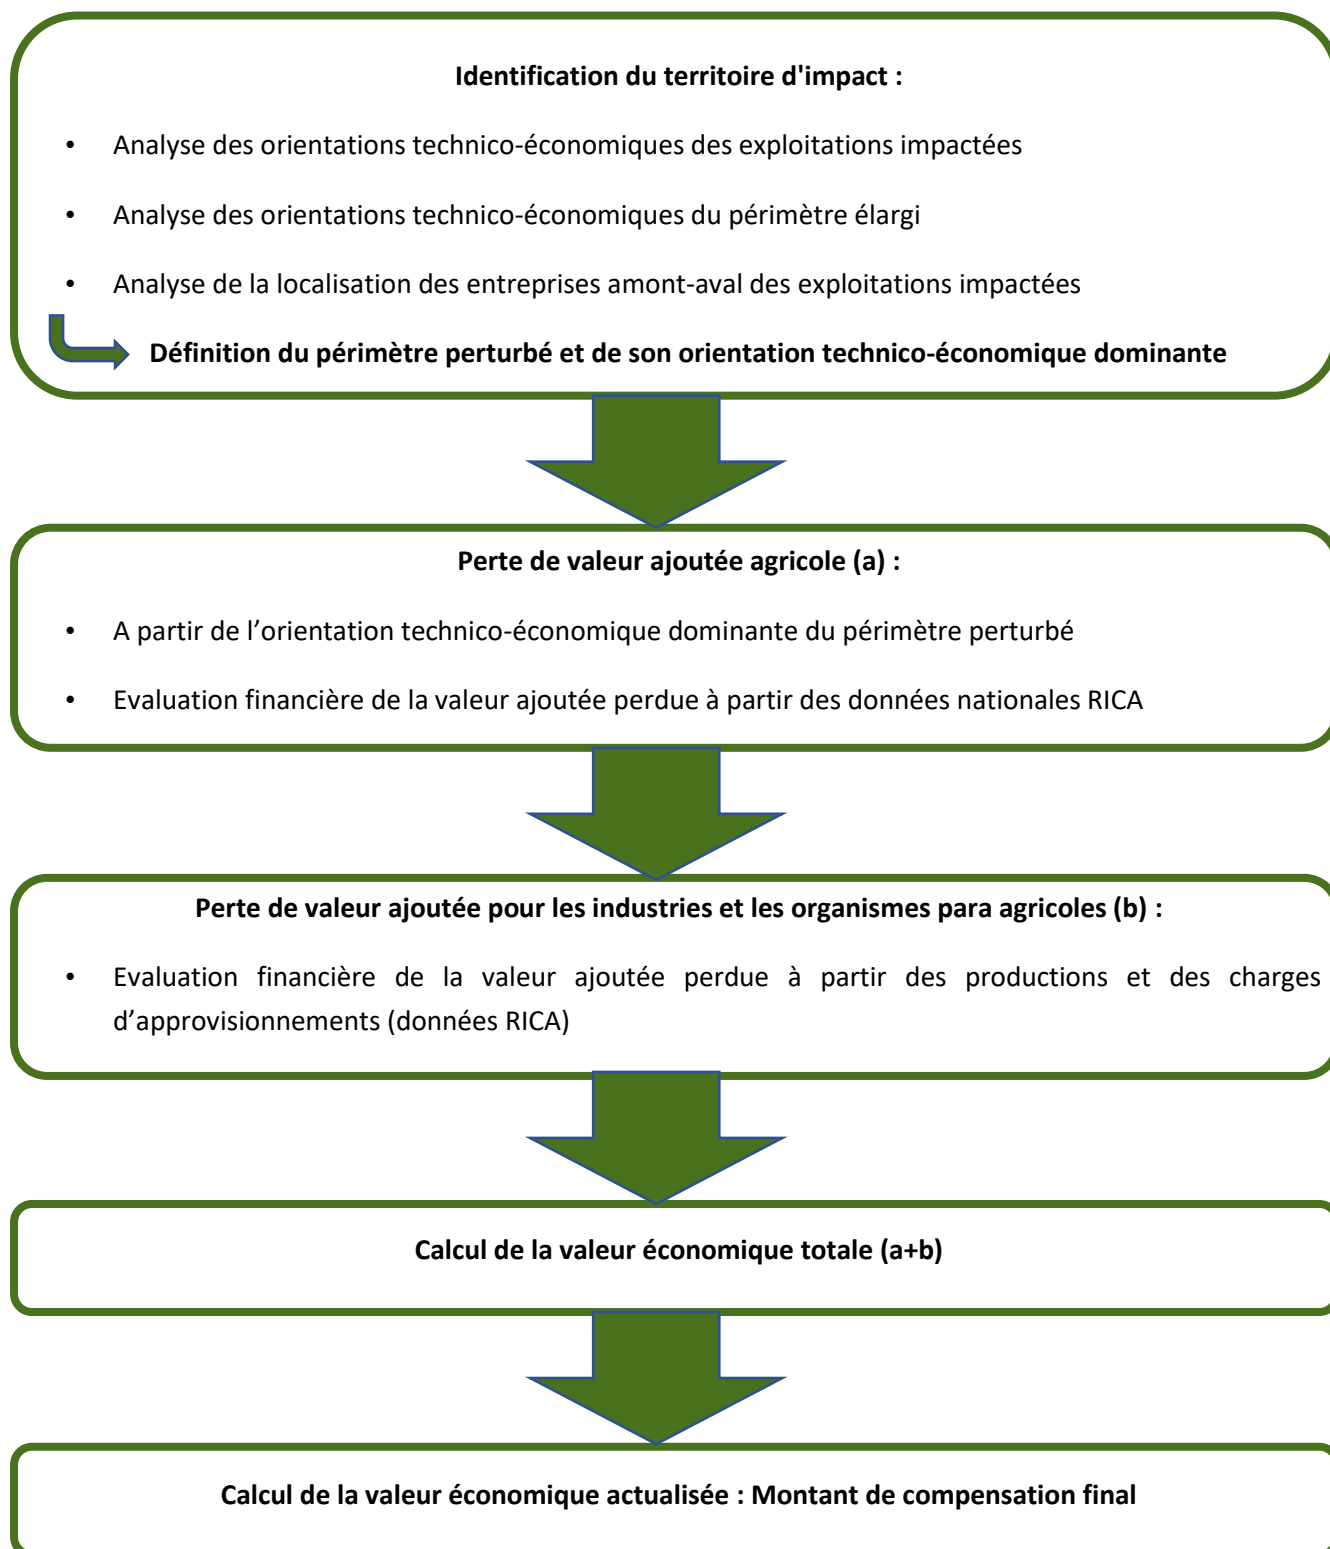 Identification du territoire d'impact :
• Analyse des orientations technico-économiques des exploitations impactées
• Analyse des orientations technico-économiques du périmètre élargi
• Analyse de la localisation des entreprises amont-aval des exploitations impactées
Définition du périmètre perturbé et de son orientation technico-économique dominante
Perte de valeur ajoutée agricole (a) :
• A partir de l’orientation technico-économique dominante du périmètre perturbé
• Evaluation financière de la valeur ajoutée perdue à partir des données nationales RICA
Perte de valeur ajoutée pour les industries et les organismes para agricoles (b) :
• Evaluation financière de la valeur ajoutée perdue à partir des productions et des charges
d’approvisionnements (données RICA)
Calcul de la valeur économique totale (a+b)
Calcul de la valeur économique actualisée : Montant de compensation final